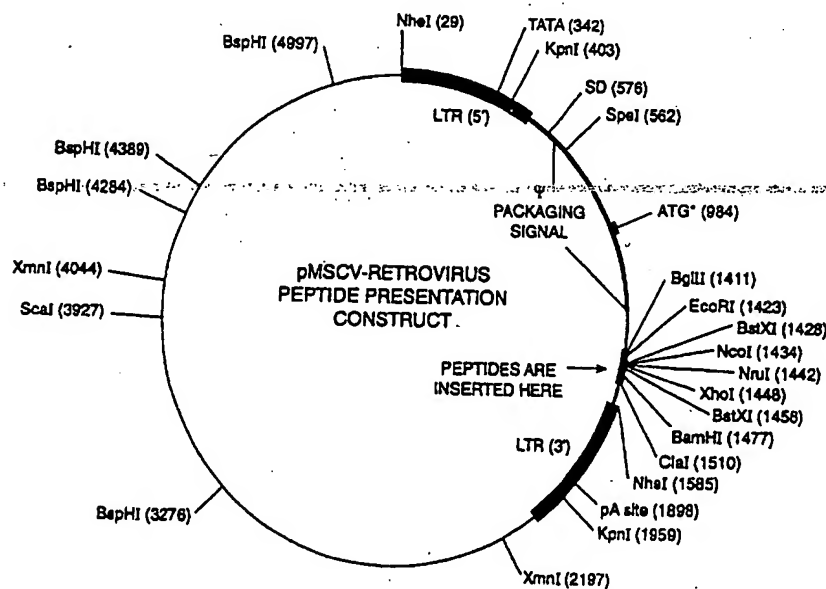 NheI (29)
TATA (342)
KpnI (403)
BspHI (4997)
SD (576)
SpeI (562)
LTR (5')
BspHI (4389)
BspHI (4284)
Ψ
PACKAGING
SIGNAL
ATG* (984)
XmnI (4044)
ScaI (3927)
pMSCV-RETROVIRUS
PEPTIDE PRESENTATION
CONSTRUCT
BglII (1411)
EcoRI (1423)
BstXI (1428)
NcoI (1434)
NruI (1442)
XhoI (1448)
BstXI (1458)
BamHI (1477)
ClaI (1510)
NheI (1585)
PEPTIDES ARE
INSERTED HERE
LTR (3')
pA site (1898)
KpnI (1959)
BspHI (3276)
XmnI (2197)